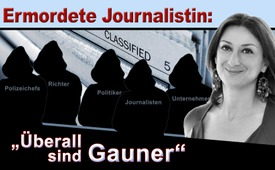 Ermordete Journalistin:
CLASSIFIED
5
Polizeichefs
Richter
Politiker
Journalisten
Unternehmer
„Überall
sind Gauner“